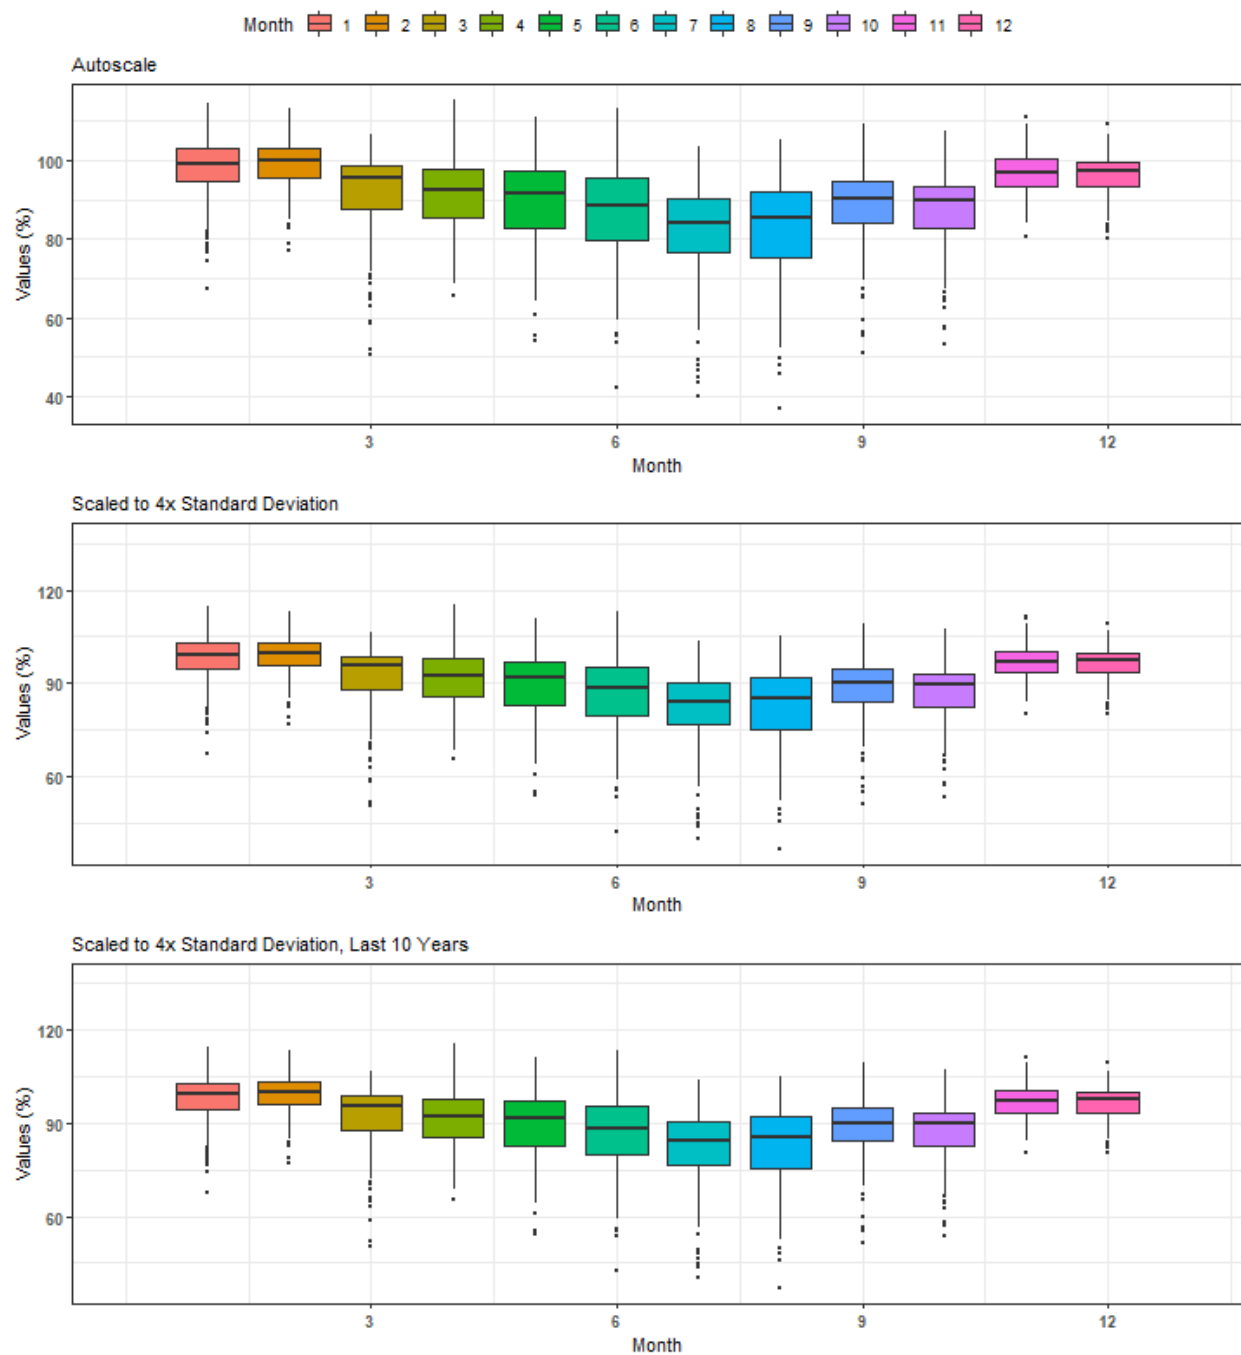 Month 1 2 3 4 5 6 7 8 9 10 11 12
Autoscale
Values (%)
100
80
60
40
3 6 9 12
Month
Scaled to 4x Standard Deviation
Values (%)
120
90
60
3 6 9 12
Month
Scaled to 4x Standard Deviation, Last 10 Years
Values (%)
120
90
60
3 6 9 12
Month